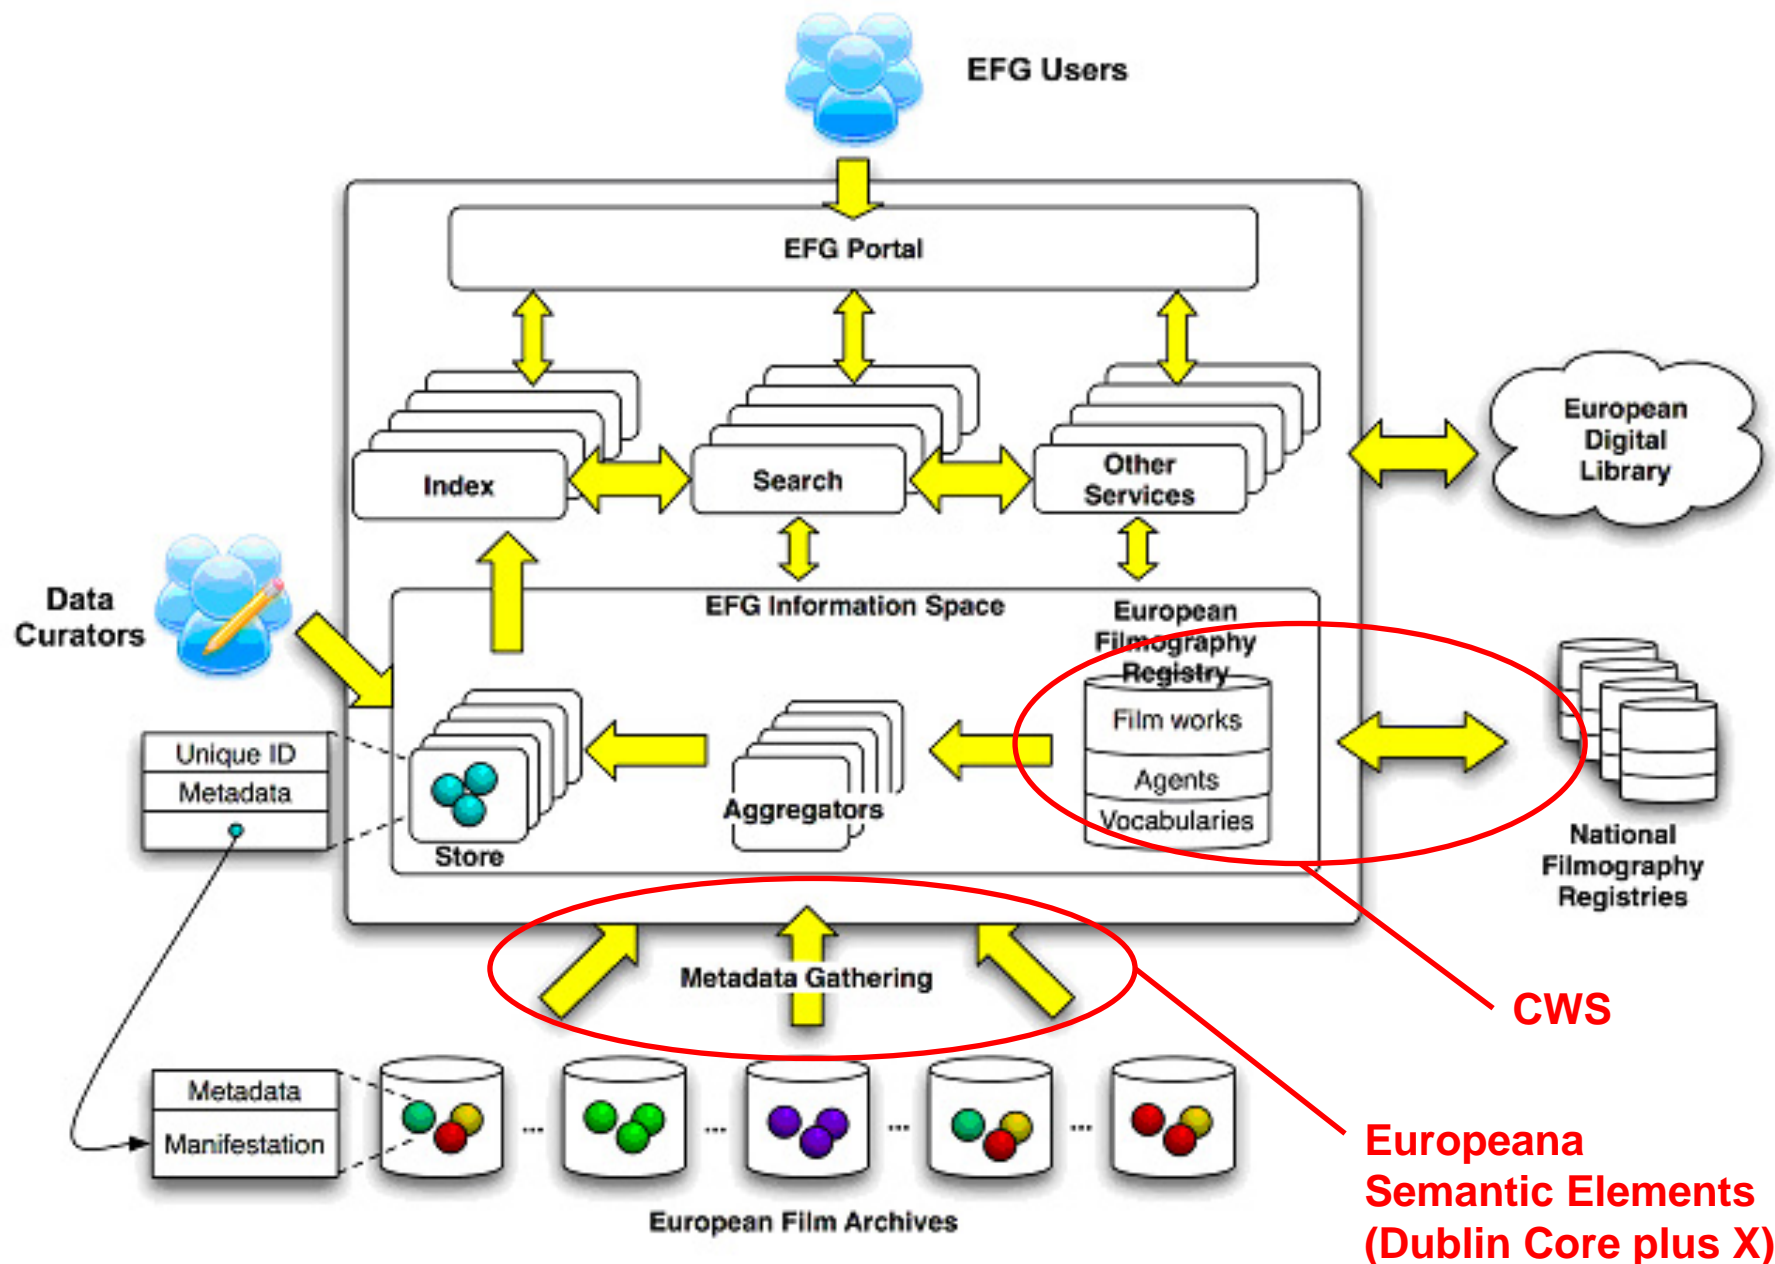 EFG Users
EFG Portal
Index
Search
Other
Services
European
Digital
Library
Data
Curators
EFG Information Space
European
Filmography
Registry
Film works
Agents
Vocabularies
Unique ID
Metadata
Store
Aggregators
National
Filmography
Registries
Metadata Gathering
CWS
Metadata
Manifestation
...
...
...
...
European Film Archives
Europeana
Semantic Elements
(Dublin Core plus X)